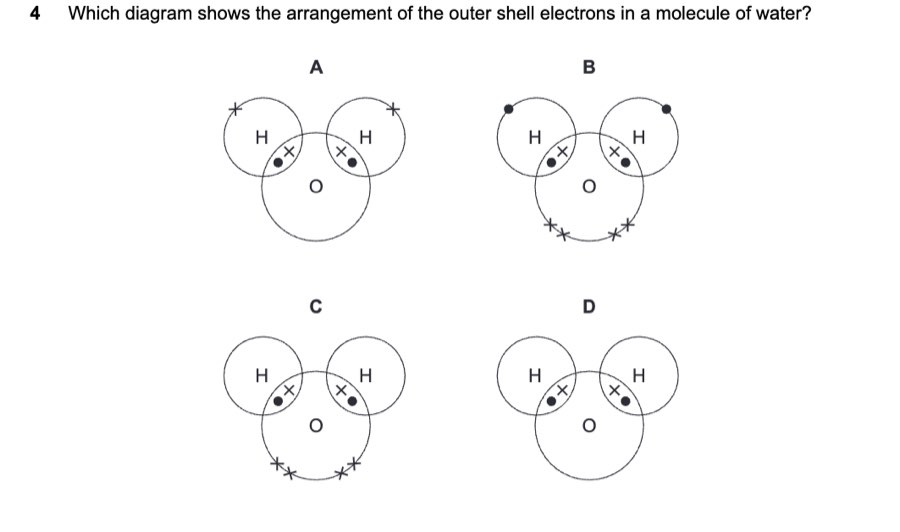 4 Which diagram shows the arrangement of the outer shell electrons in a molecule of water?
A B
H H H H
O O
C D
H H H H
O O